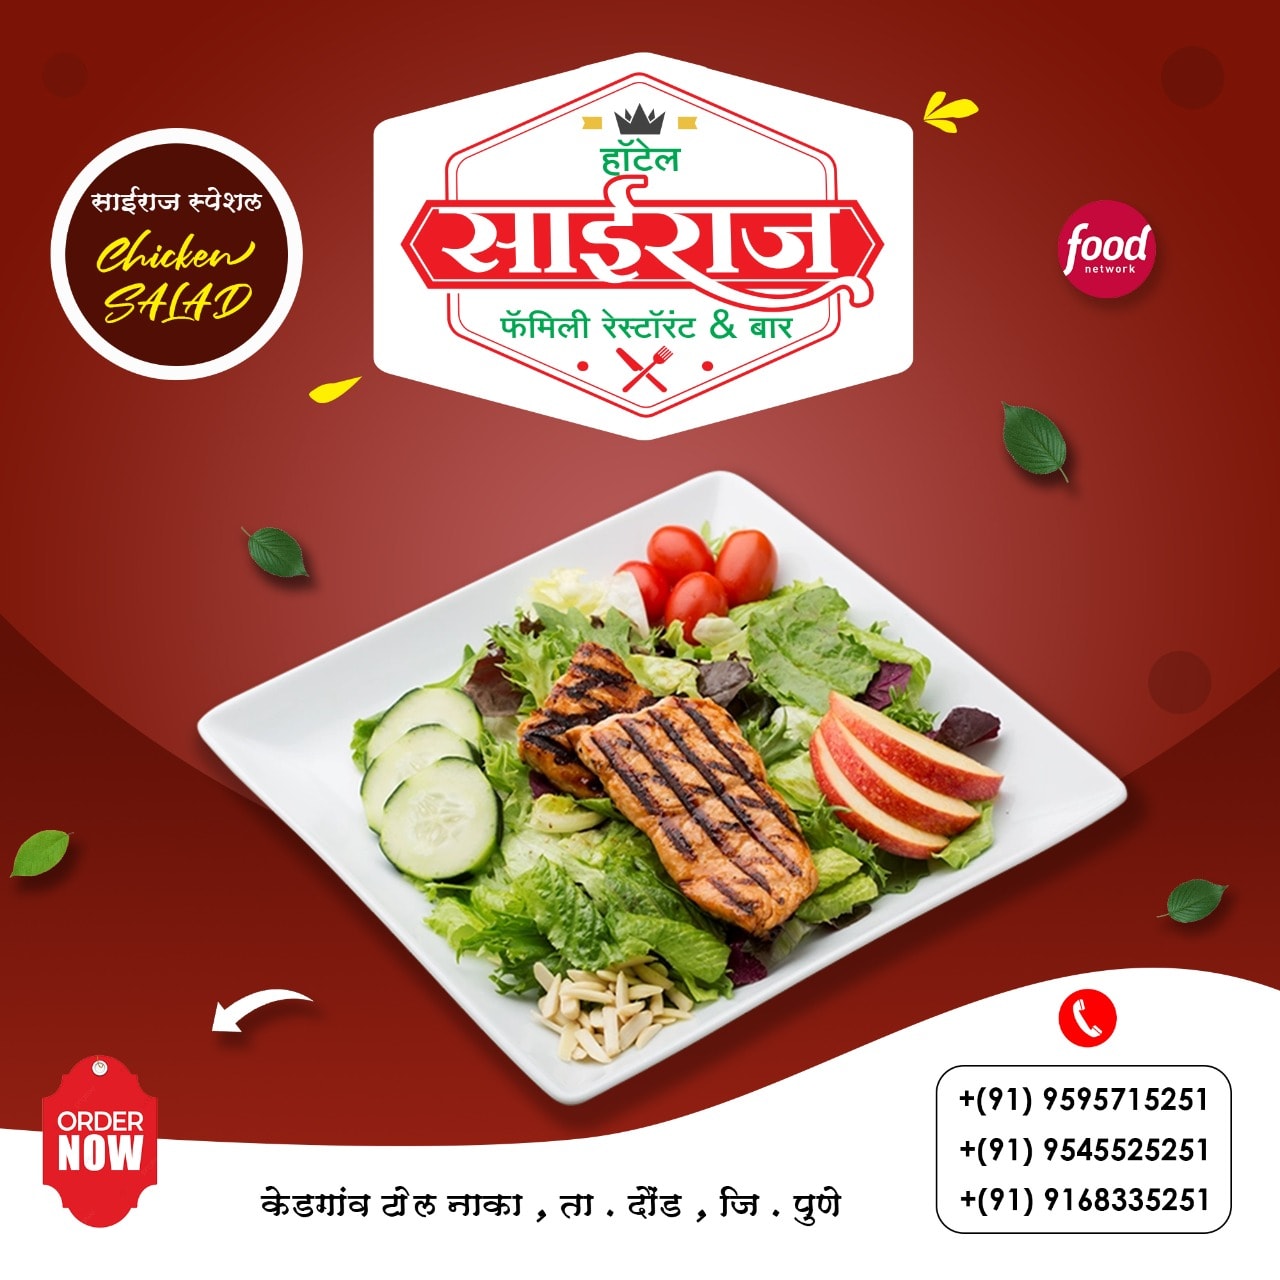 हॉटेल
साईराज
फॅमिली रेस्टॉरंट & बार
साईराज स्पेशल
Chicken
SALAD
food
network
ORDER
NOW
केडगांव टोल नाका , ता . दौंड , जि . पुणे
+(91) 9595715251
+(91) 9545525251
+(91) 9168335251